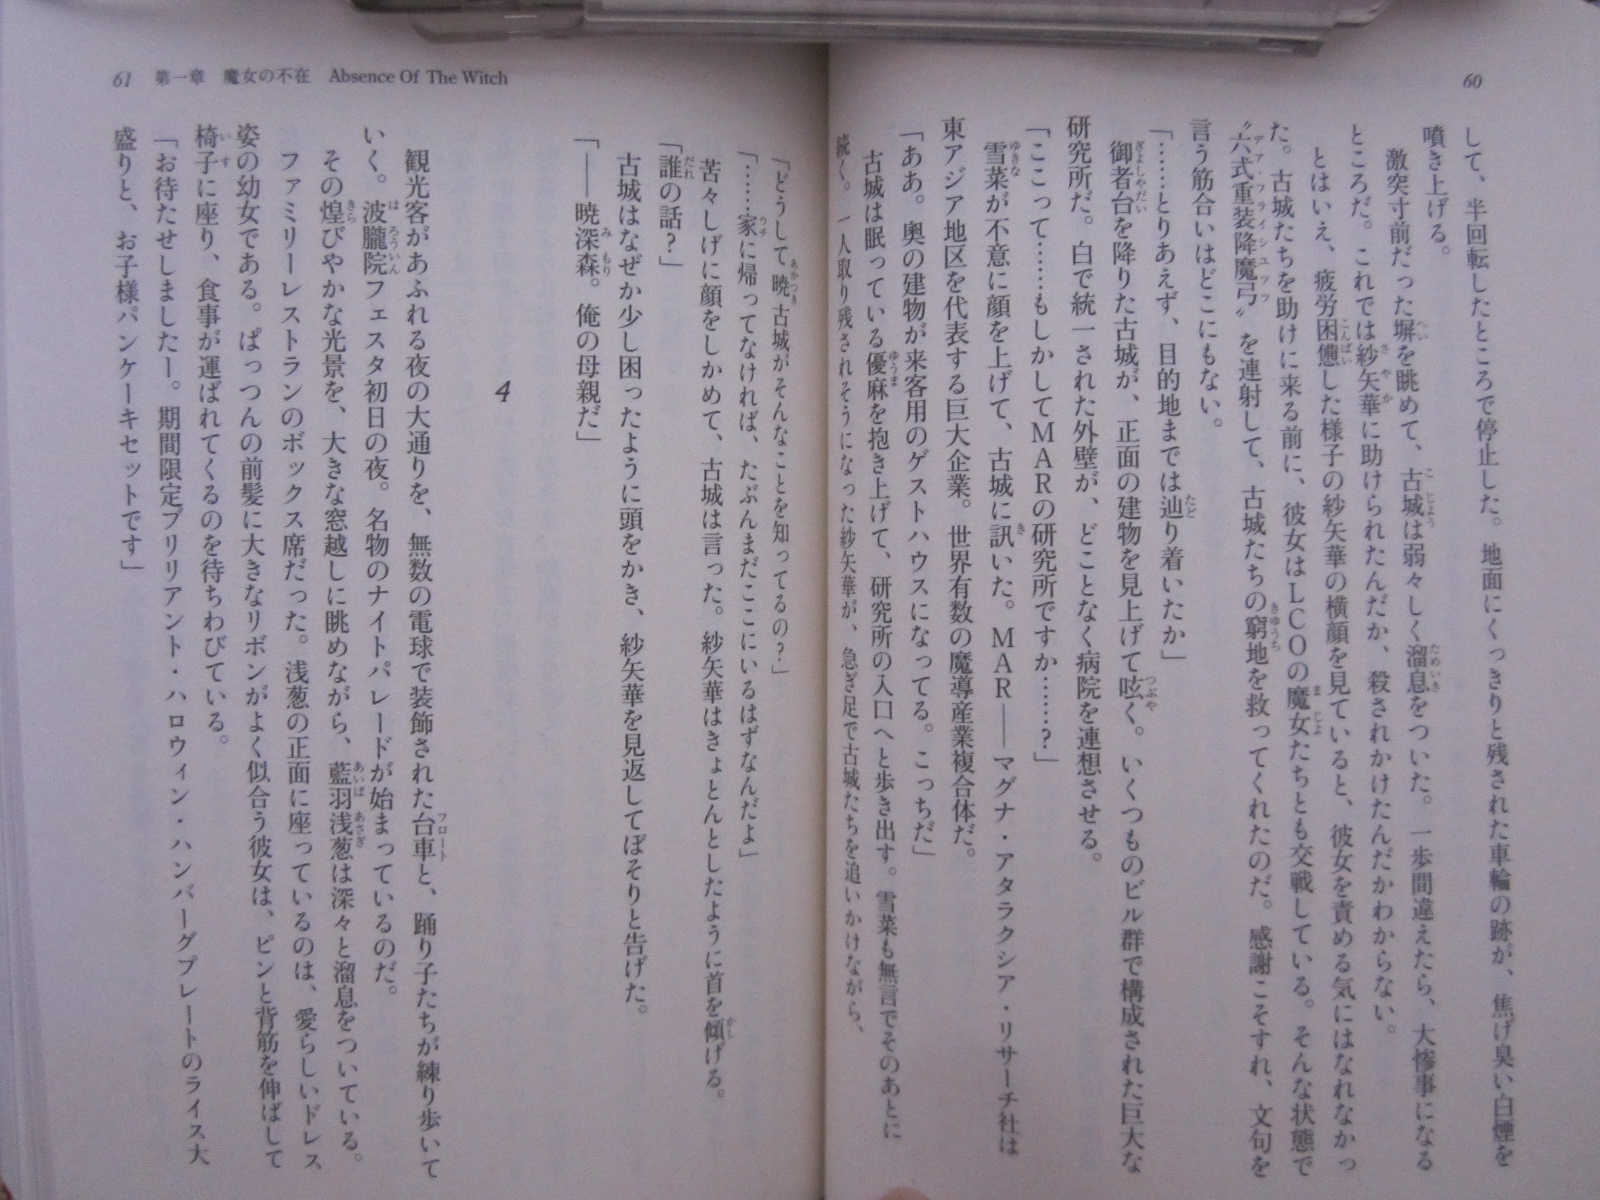 60
して、半回転したところで停止した。地面にくっきりと残された車輪の跡が、焦げ臭い白煙を
噴き上げる。
激突寸前だった塀を眺めて、古城は弱々しく溜息をついた。一歩間違えたら、大惨事になる
ところだ。これでは紗矢華に助けられたんだか、殺されかけたんだかわからない。
とはいえ、疲労困憊した様子の紗矢華の横顔を見ていると、彼女を責める気にはなれなかっ
た。古城たちを助けに来る前に、彼女はLCOの魔女たちとも交戦している。そんな状態で
〝六式重装降魔弓〟を連射して、古城たちの窮地を救ってくれたのだ。感謝こそすれ、文句を
言う筋合いはどこにもない。
「……とりあえず、目的地までは辿り着いたか」
御者台を降りた古城が、正面の建物を見上げて呟く。いくつものビル群で構成された巨大な
研究所だ。白で統一された外壁が、どことなく病院を連想させる。
「ここって……もしかしてMARの研究所ですか……？」
雪菜が不意に顔を上げて、古城に訊いた。MAR――マグナ・アタラクシア・リサーチ社は
東アジア地区を代表する巨大企業。世界有数の魔導産業複合体だ。
「ああ。奥の建物が来客用のゲストハウスになってる。こっちだ」
古城は眠っている優麻を抱き上げて、研究所の入口へと歩き出す。雪菜も無言でそのあとに
続く。一人取り残されそうになった紗矢華が、急ぎ足で古城たちを追いかけながら、
「どうして暁古城がそんなことを知ってるの？」
「……家に帰ってなければ、たぶんまだここにいるはずなんだよ」
苦々しげに顔をしかめて、古城は言った。紗矢華はきょとんとしたように首を傾げる。
「誰の話？」
古城はなぜか少し困ったように頭をかき、紗矢華を見返してぼそりと告げた。
「――暁深森。俺の母親だ」
4
観光客があふれる夜の大通りを、無数の電球で装飾された台車と、踊り子たちが練り歩いて
いく。波朧院フェスタ初日の夜。名物のナイトパレードが始まっているのだ。
その煌びやかな光景を、大きな窓越しに眺めながら、藍羽浅葱は深々と溜息をついている。
ファミリーレストランのボックス席だった。浅葱の正面に座っているのは、愛らしいドレス
姿の幼女である。ぱっつんの前髪に大きなリボンがよく似合う彼女は、ピンと背筋を伸ばして
椅子に座り、食事が運ばれてくるのを待ちわびている。
「お待たせしましたー。期間限定ブリリアント・ハロウィン・ハンバーグプレートのライス大
盛りと、お子様パンケーキセットです」
61 第一章 魔女の不在 Absence Of The Witch